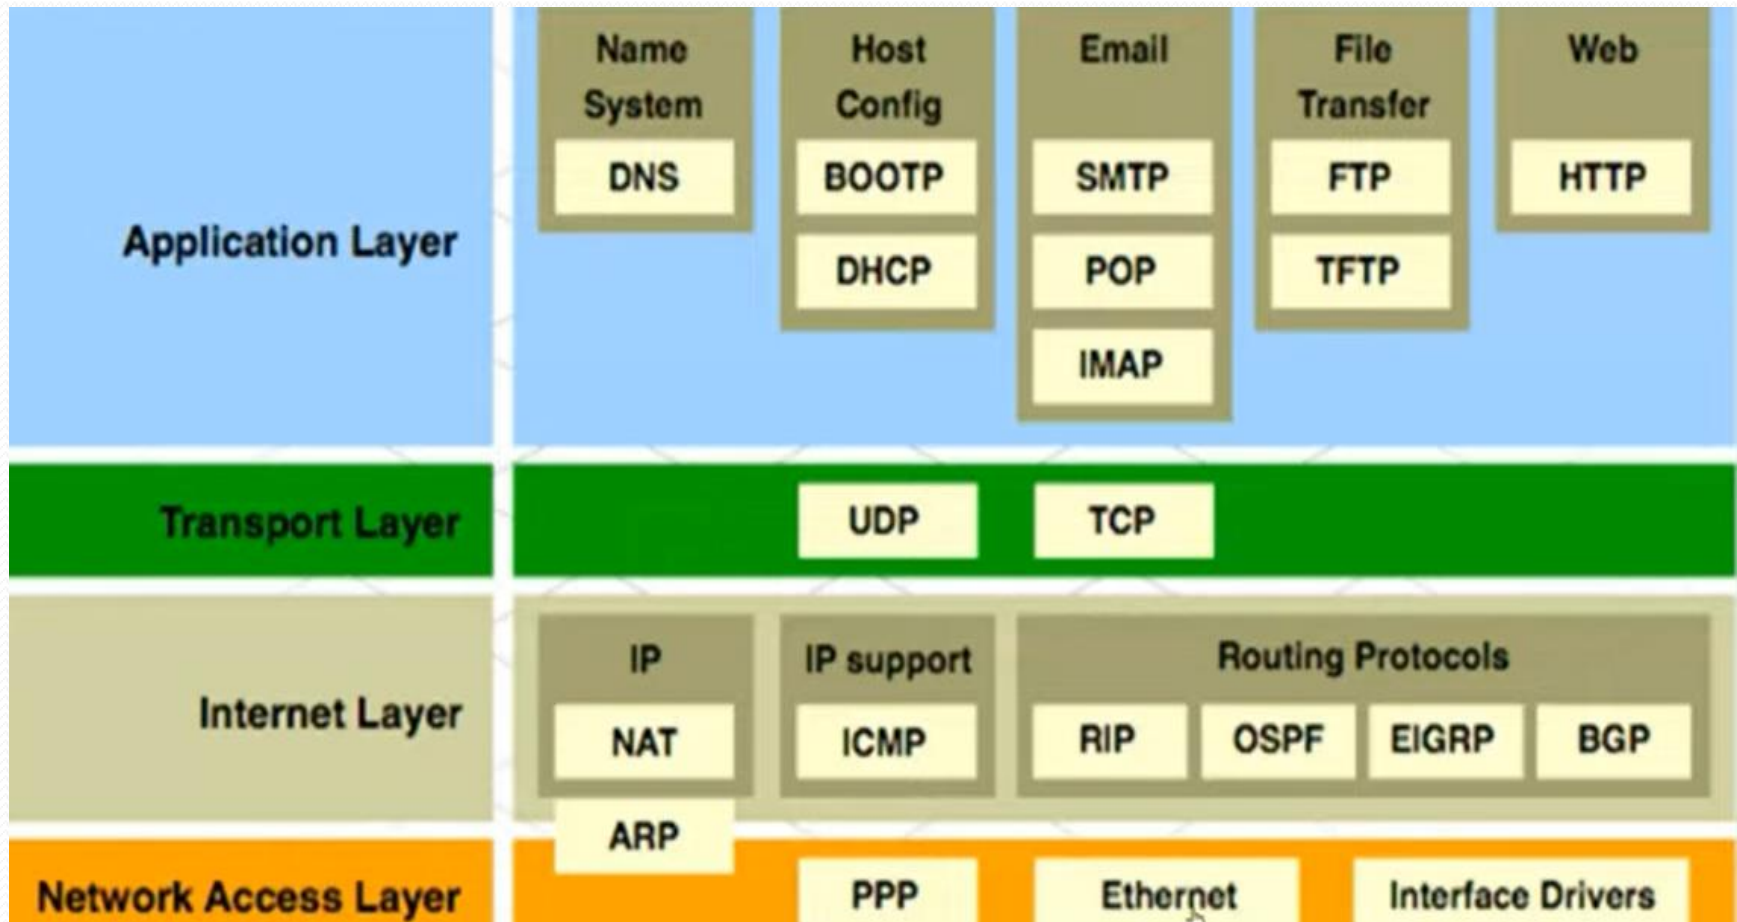 Application Layer
Name
System
DNS
Host
Config
BOOTP
DHCP
Email
SMTP
POP
IMAP
File
Transfer
FTP
TFTP
Web
HTTP
Transport Layer
UDP
TCP
Internet Layer
IP
NAT
IP support
ICMP
Routing Protocols
RIP
OSPF
EIGRP
BGP
ARP
Network Access Layer
PPP
Ethernet
Interface Drivers